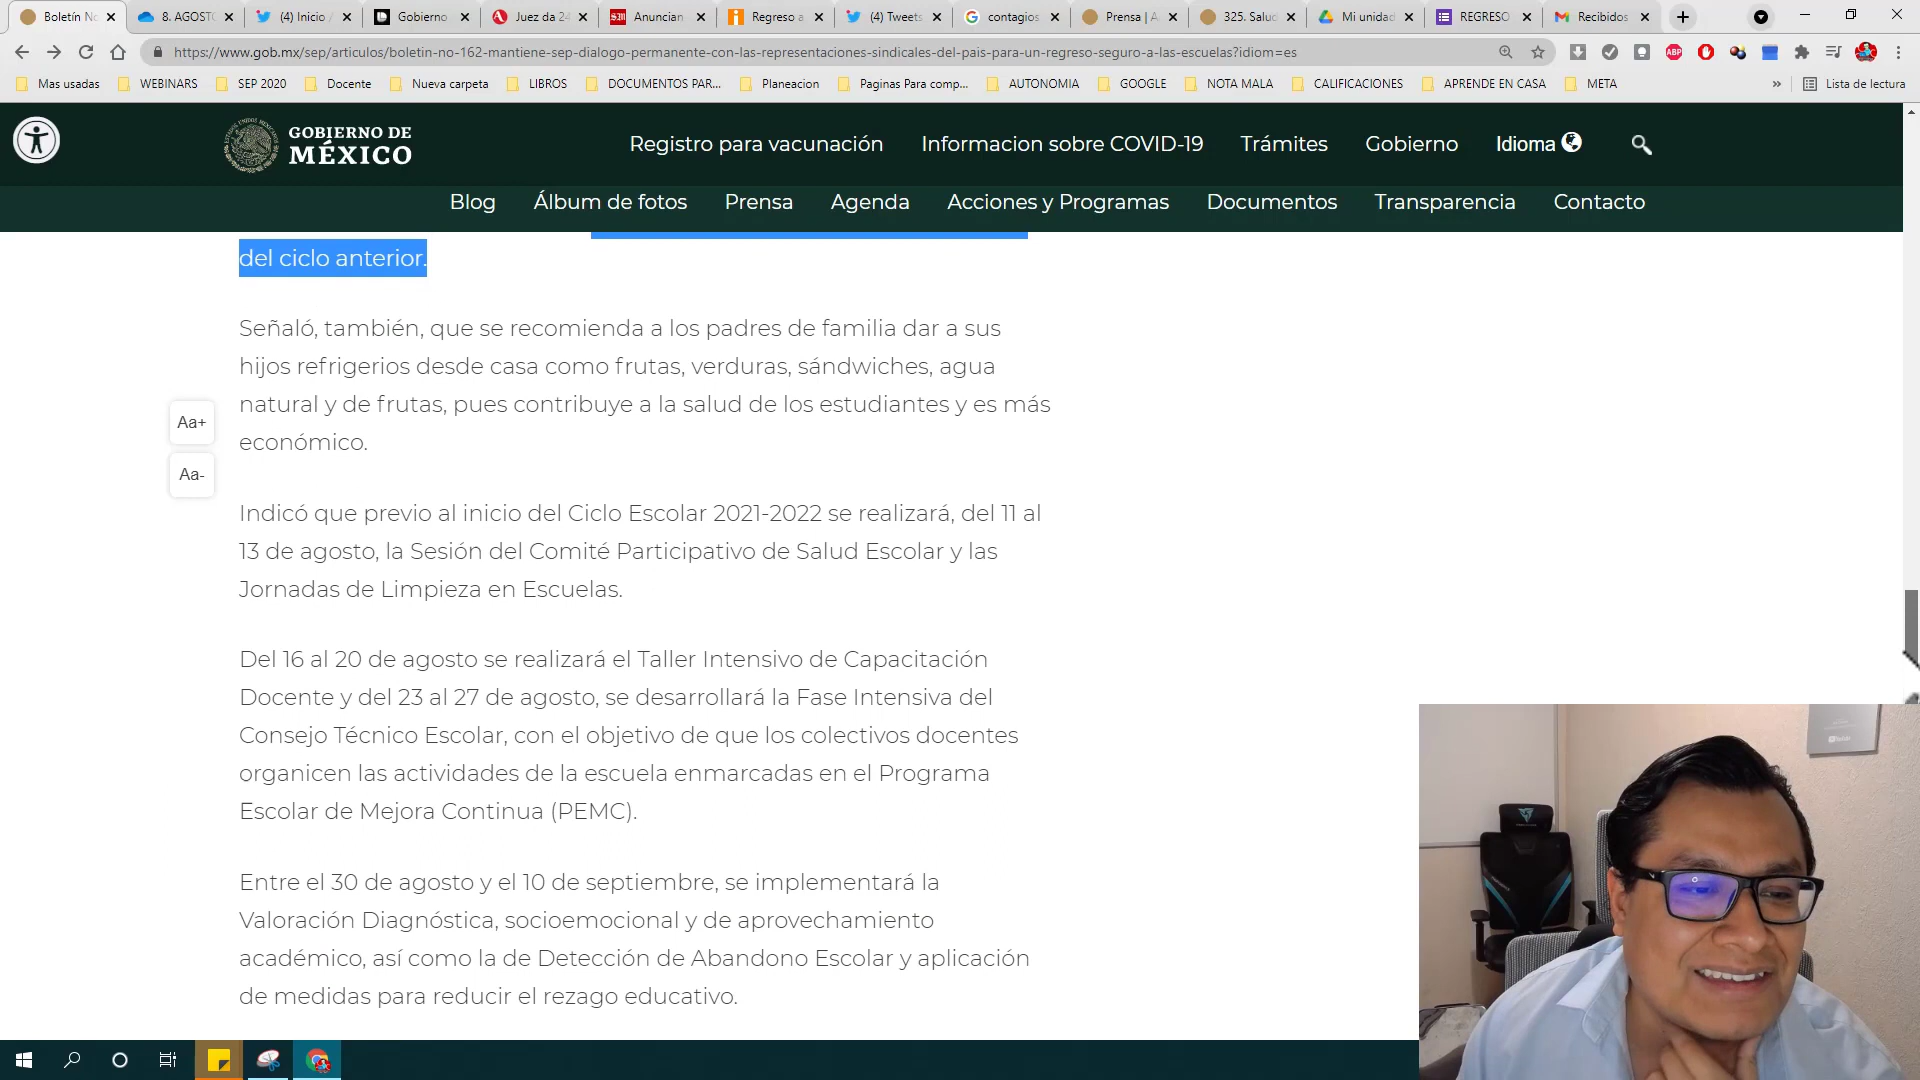 Boletín No
8. AGOST
(4) Inicio /
Gobierno
Juez da 24
Anuncian
Regreso a
(4) Tweets
contagios
Prensa | A
325. Salud
Mi unidad
REGRESO
Recibidos
https://www.gob.mx/sep/articulos/boletin-no-162-mantiene-sep-dialogo-permanente-con-las-representaciones-sindicales-del-pais-para-un-regreso-seguro-a-las-escuelas?idiom=es
Mas usadas
WEBINARS
SEP 2020
Docente
Nueva carpeta
LIBROS
DOCUMENTOS PAR...
Planeacion
Paginas Para comp...
AUTONOMIA
GOOGLE
NOTA MALA
CALIFICACIONES
APRENDE EN CASA
META
»
Lista de lectura
GOBIERNO DE
MÉXICO
Registro para vacunación
Informacion sobre COVID-19
Trámites
Gobierno
Idioma
Blog
Álbum de fotos
Prensa
Agenda
Acciones y Programas
Documentos
Transparencia
Contacto
del ciclo anterior.
Señaló, también, que se recomienda a los padres de familia dar a sus
hijos refrigerios desde casa como frutas, verduras, sándwiches, agua
natural y de frutas, pues contribuye a la salud de los estudiantes y es más
económico.
Aa+
Aa-
Indicó que previo al inicio del Ciclo Escolar 2021-2022 se realizará, del 11 al
13 de agosto, la Sesión del Comité Participativo de Salud Escolar y las
Jornadas de Limpieza en Escuelas.
Del 16 al 20 de agosto se realizará el Taller Intensivo de Capacitación
Docente y del 23 al 27 de agosto, se desarrollará la Fase Intensiva del
Consejo Técnico Escolar, con el objetivo de que los colectivos docentes
organicen las actividades de la escuela enmarcadas en el Programa
Escolar de Mejora Continua (PEMC).
Entre el 30 de agosto y el 10 de septiembre, se implementará la
Valoración Diagnóstica, socioemocional y de aprovechamiento
académico, así como la de Detección de Abandono Escolar y aplicación
de medidas para reducir el rezago educativo.